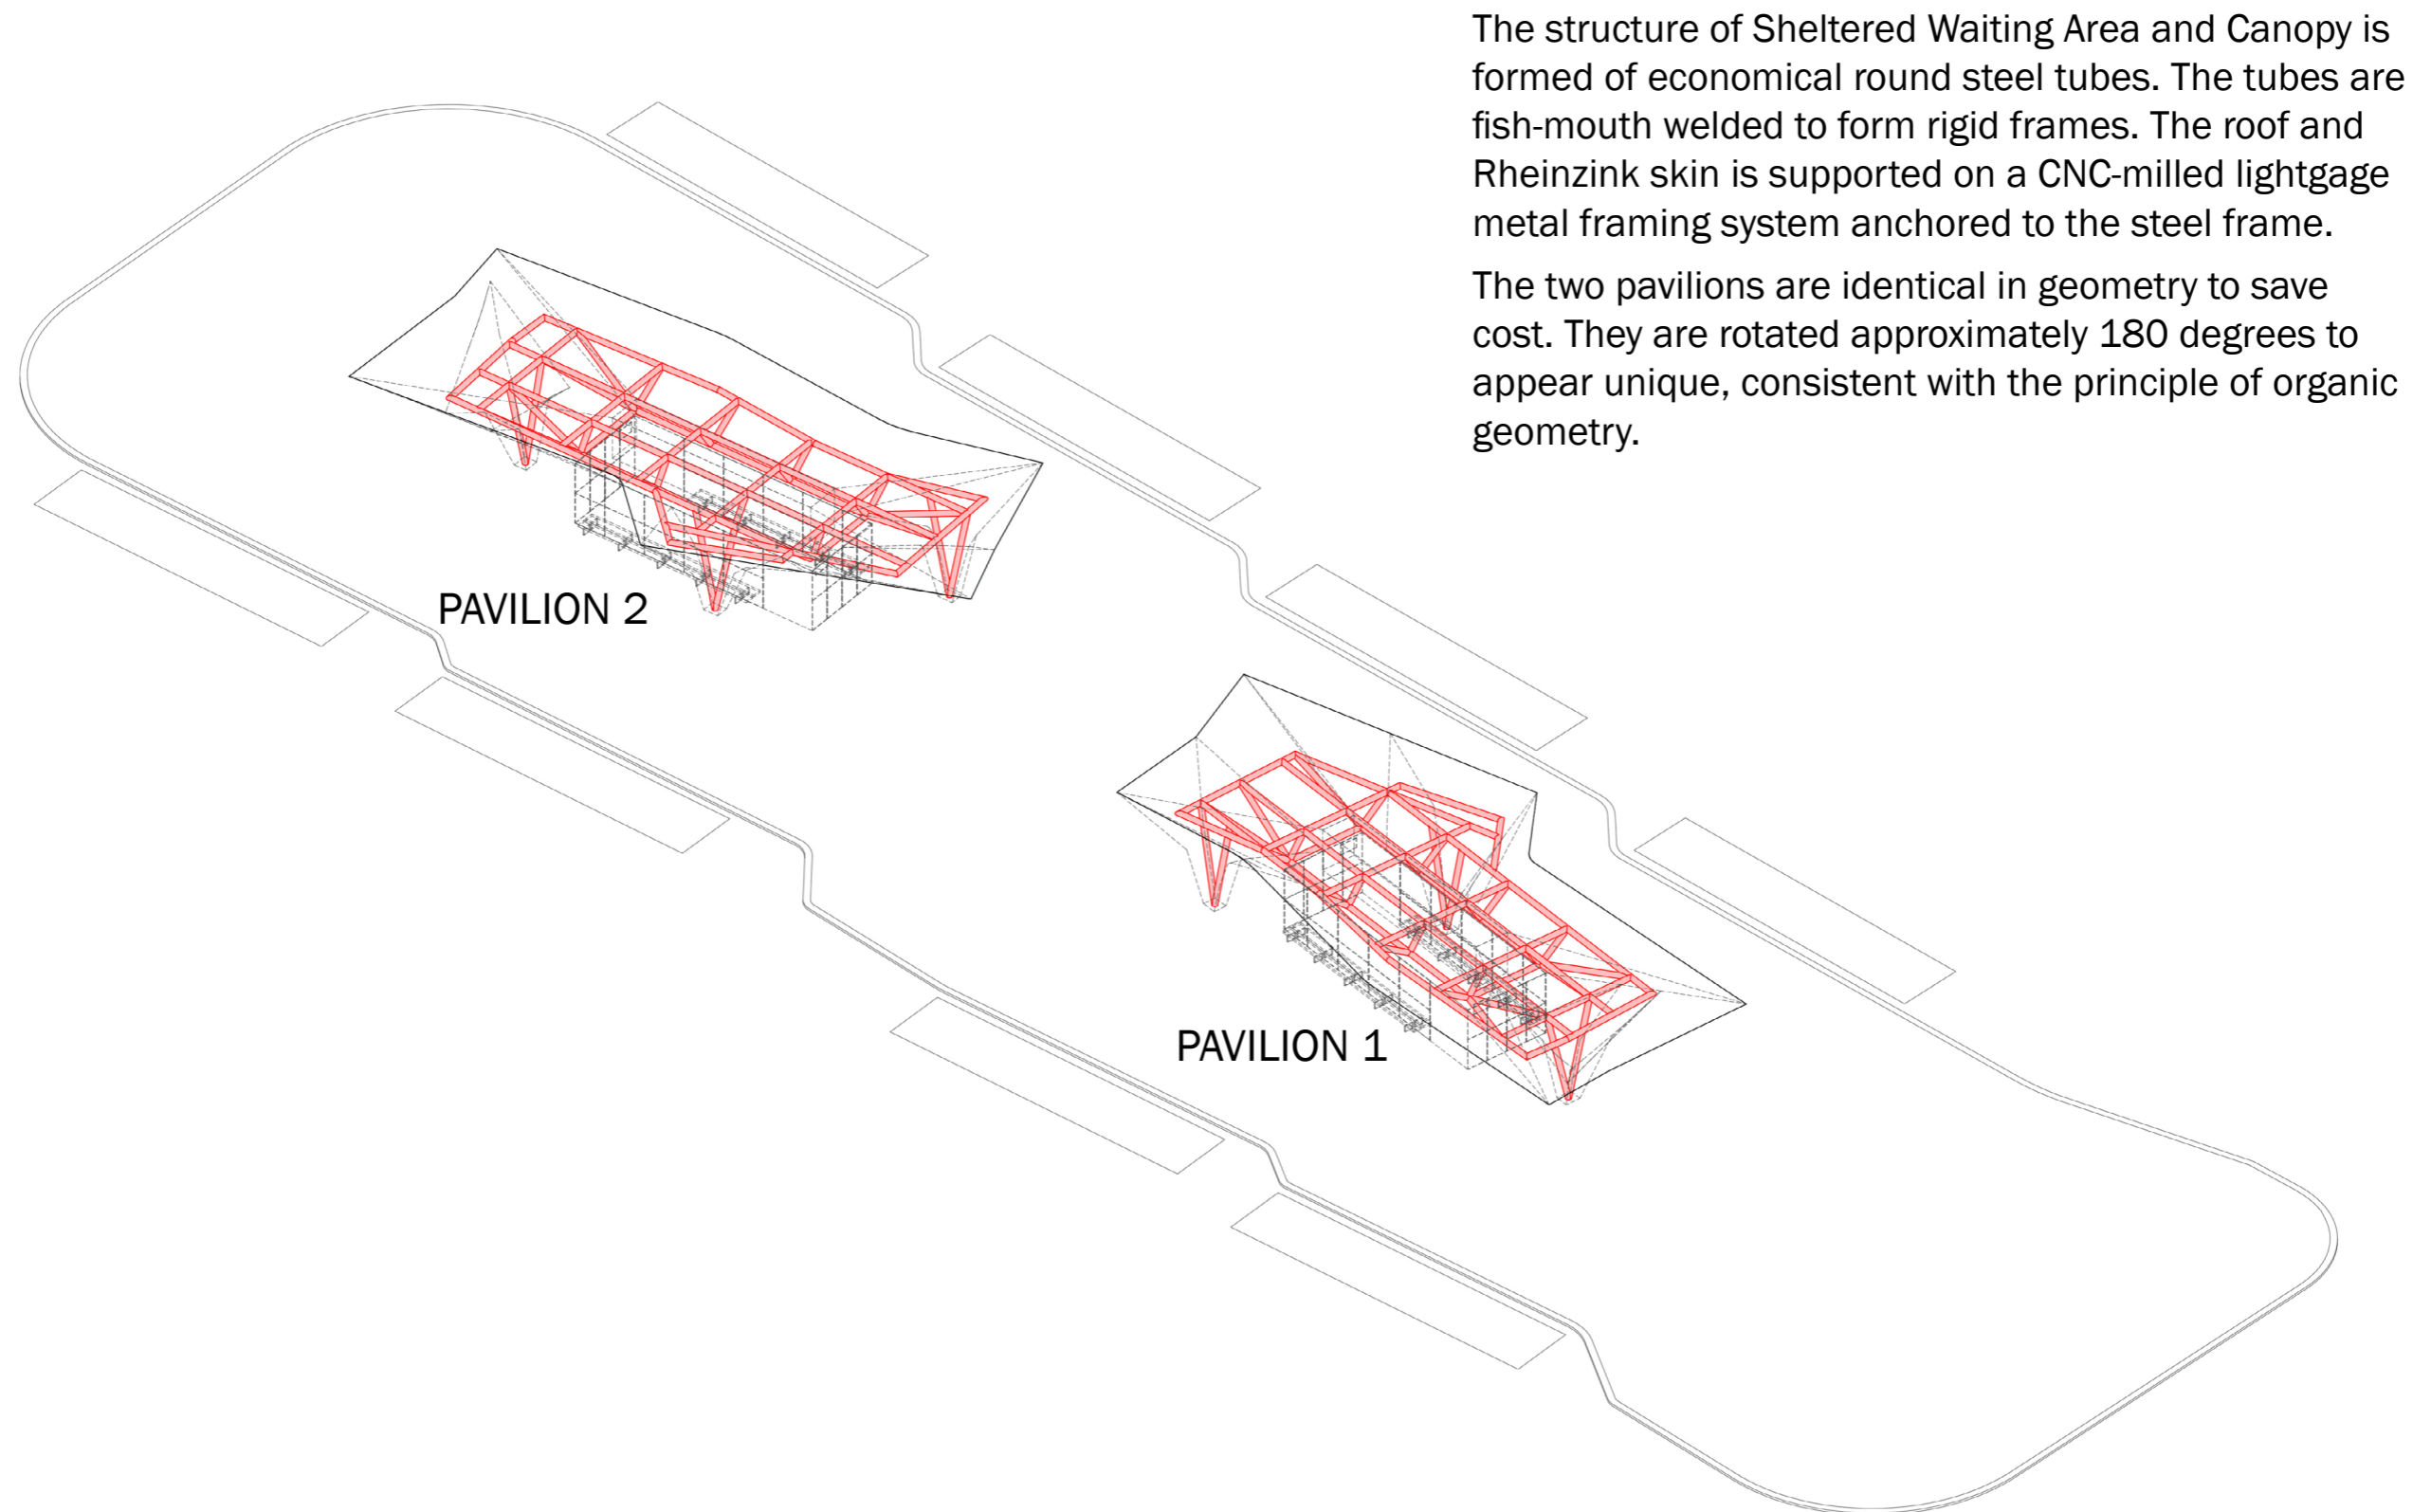 The structure of Sheltered Waiting Area and Canopy is
formed of economical round steel tubes. The tubes are
fish-mouth welded to form rigid frames. The roof and
Rheinzink skin is supported on a CNC-milled lightgage
metal framing system anchored to the steel frame.
The two pavilions are identical in geometry to save
cost. They are rotated approximately 180 degrees to
appear unique, consistent with the principle of organic
geometry.
PAVILION 2
PAVILION 1